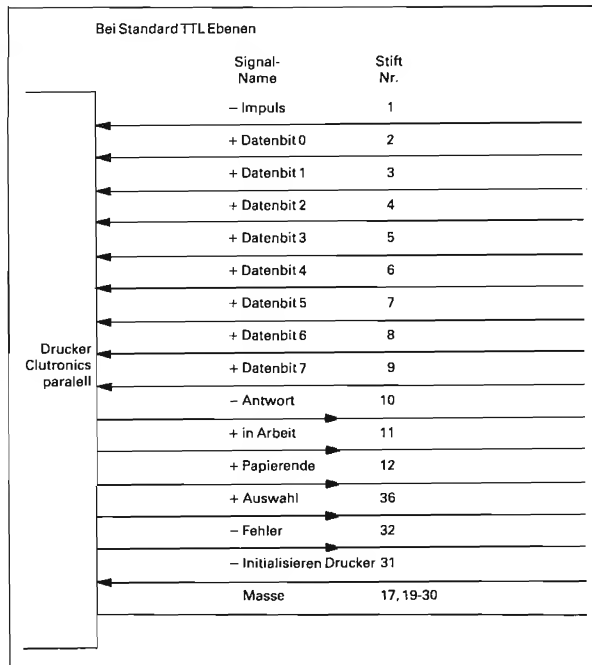 Bei Standard TTL Ebenen
Signal- Stift
Name Nr.
– Impuls 1
+ Datenbit 0 2
+ Datenbit 1 3
+ Datenbit 2 4
+ Datenbit 3 5
+ Datenbit 4 6
+ Datenbit 5 7
+ Datenbit 6 8
+ Datenbit 7 9
Drucker
Clutronics
paralell
– Antwort 10
+ in Arbeit 11
+ Papierende 12
+ Auswahl 36
– Fehler 32
– Initialisieren Drucker 31
Masse 17, 19-30